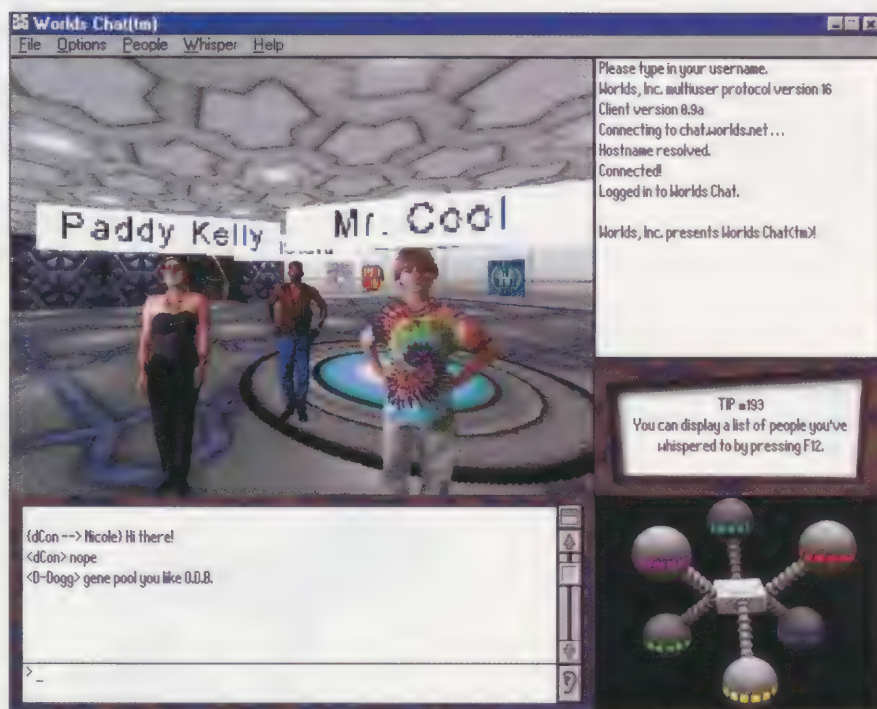 Worlds Chat(tm)
File Options People Whisper Help
Paddy Kelly
Mr. Cool
Please type in your username.
Worlds, Inc. multiuser protocol version 16
Client version 0.9a
Connecting to chat.worlds.net...
Hostname resolved.
Connected!
Logged in to Worlds Chat.
Worlds, Inc. presents Worlds Chat(tm)!
TIP #193
You can display a list of people you've
whispered to by pressing F12.
(dCon --> Nicole) Hi there!
<dCon> nope
<D-Dogg> gene pool you like O.D.B.
>_